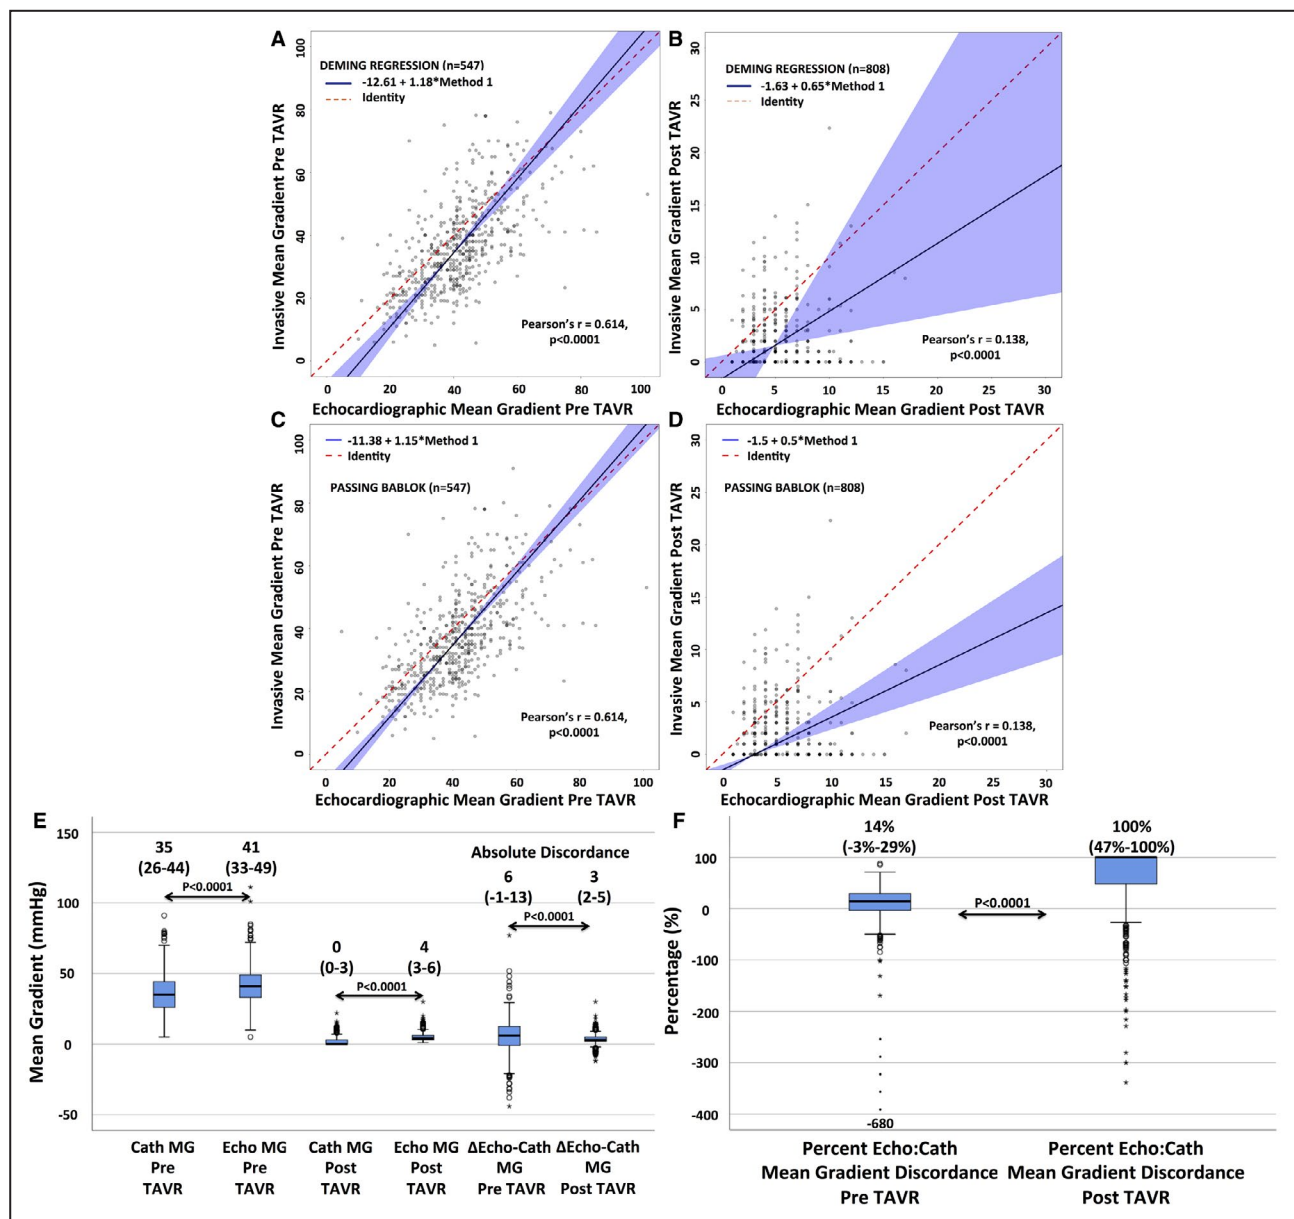 A
DEMING REGRESSION (n=547)
-12.61 + 1.18*Method 1
Identity
Pearson's r = 0.614,
p<0.0001
Invasive Mean Gradient Pre TAVR
0 20 40 60 80 100
0 20 40 60 80 100
Echocardiographic Mean Gradient Pre TAVR
B
DEMING REGRESSION (n=808)
-1.63 + 0.65*Method 1
Identity
Pearson's r = 0.138,
p<0.0001
Invasive Mean Gradient Post TAVR
0 5 10 15 20 25 30
0 5 10 15 20 25 30
Echocardiographic Mean Gradient Post TAVR
C
-11.38 + 1.15*Method 1
Identity
PASSING BABLOK (n=547)
Pearson's r = 0.614,
p<0.0001
Invasive Mean Gradient Pre TAVR
0 20 40 60 80 100
0 20 40 60 80 100
Echocardiographic Mean Gradient Pre TAVR
D
-1.5 + 0.5*Method 1
Identity
PASSING BABLOK (n=808)
Pearson's r = 0.138,
p<0.0001
Invasive Mean Gradient Post TAVR
0 5 10 15 20 25 30
0 5 10 15 20 25 30
Echocardiographic Mean Gradient Post TAVR
E
Mean Gradient (mmHg)
150
100
50
0
-50
35
(26-44)
41
(33-49)
P<0.0001
0
(0-3)
4
(3-6)
P<0.0001
Absolute Discordance
6
(-1-13)
3
(2-5)
P<0.0001
Cath MG
Pre
TAVR
Echo MG
Pre
TAVR
Cath MG
Post
TAVR
Echo MG
Post
TAVR
ΔEcho-Cath
MG
Pre TAVR
ΔEcho-Cath
MG
Post TAVR
F
Percentage (%)
100
0
-100
-200
-300
-400
14%
(-3%-29%)
100%
(47%-100%)
P<0.0001
-680
Percent Echo:Cath
Mean Gradient Discordance
Pre TAVR
Percent Echo:Cath
Mean Gradient Discordance
Post TAVR